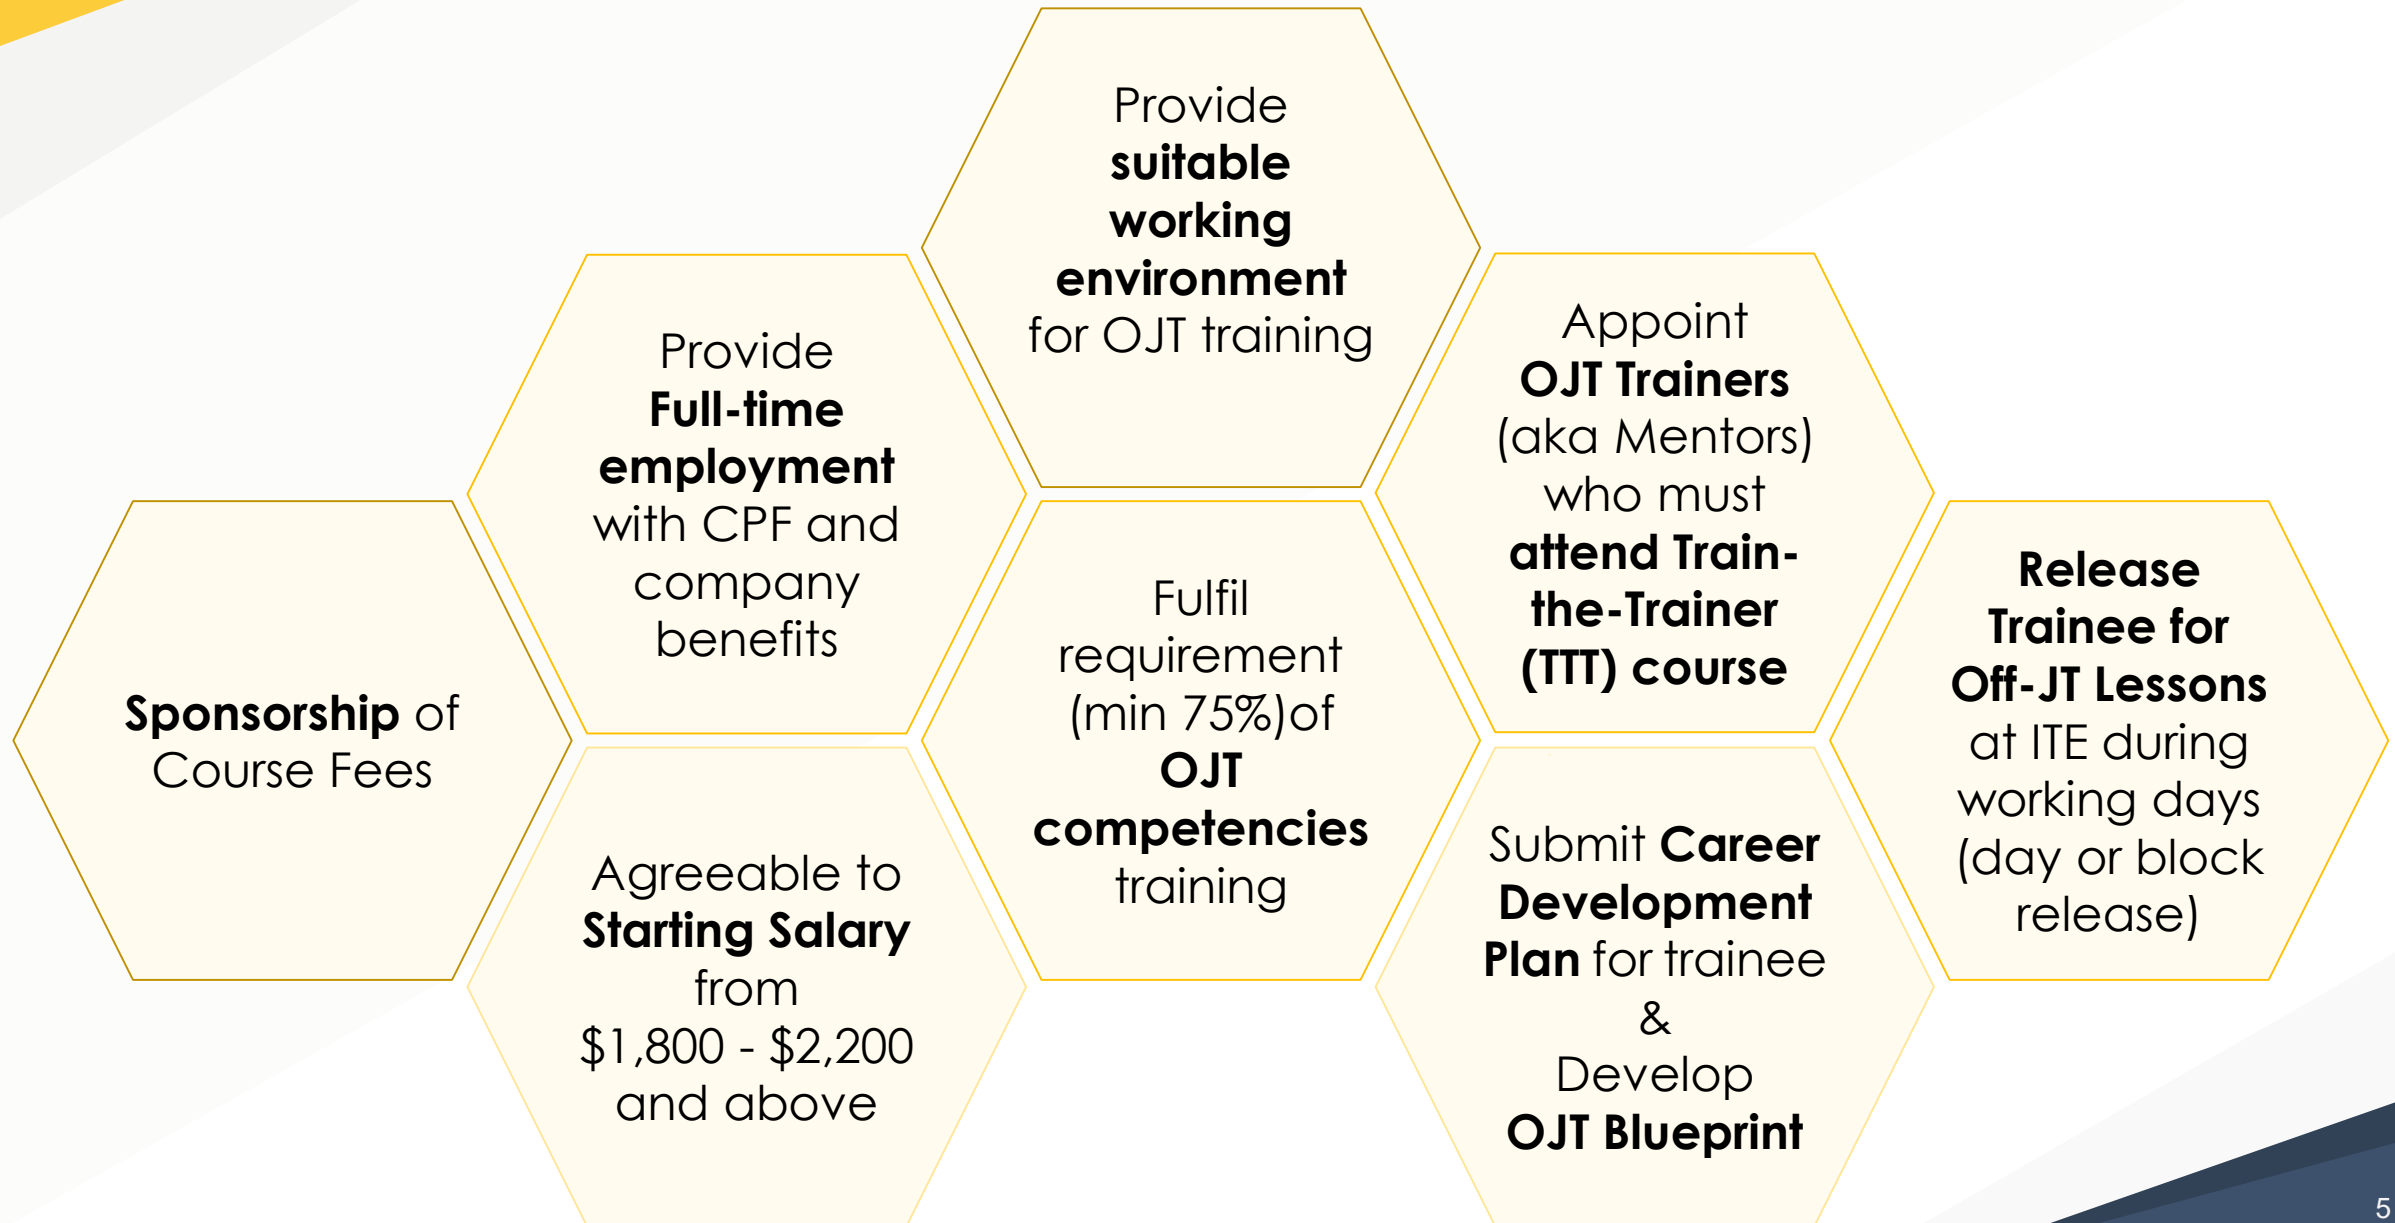 Provide
suitable
working
environment
for OJT training
Provide
Full-time
employment
with CPF and
company
benefits
Appoint
OJT Trainers
(aka Mentors)
who must
attend Train-
the-Trainer
(TTT) course
Sponsorship of
Course Fees
Fulfil
requirement
(min 75%)of
OJT
competencies
training
Release
Trainee for
Off-JT Lessons
at ITE during
working days
(day or block
release)
Agreeable to
Starting Salary
from
$1,800 - $2,200
and above
Submit Career
Development
Plan for trainee
&
Develop
OJT Blueprint
5